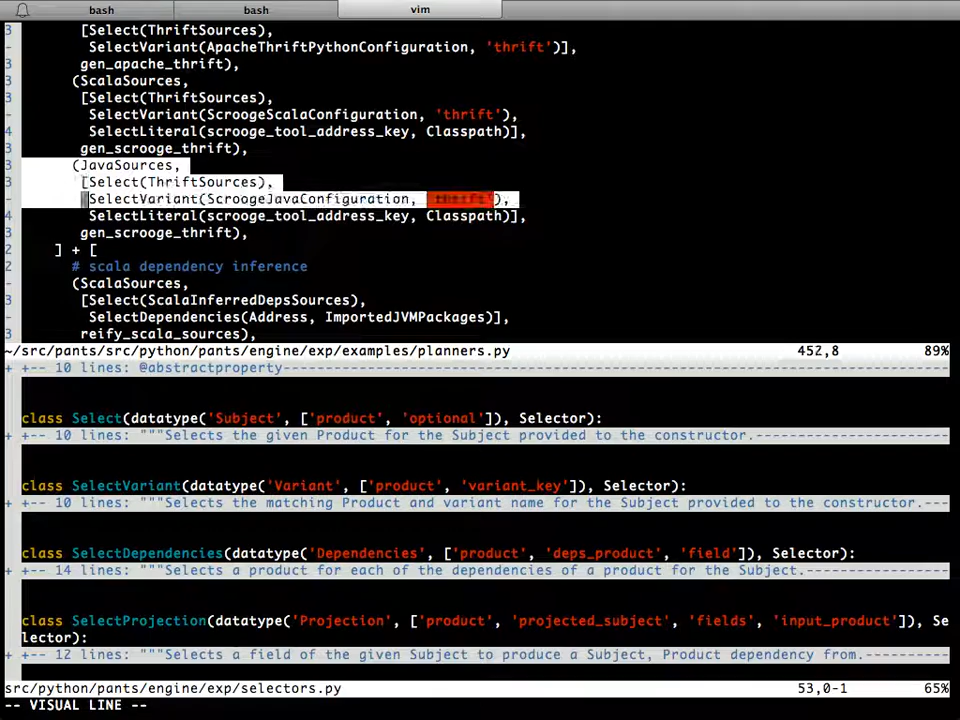 bash bash vim
3 [Select(ThriftSources),
- SelectVariant(ApacheThriftPythonConfiguration, 'thrift')],
3 gen_apache_thrift),
3 (ScalaSources,
3 [Select(ThriftSources),
- SelectVariant(ScroogeScalaConfiguration, 'thrift'),
4 SelectLiteral(scrooge_tool_address_key, Classpath)],
3 gen_scrooge_thrift),
3 (JavaSources,
3 [Select(ThriftSources),
- SelectVariant(ScroogeJavaConfiguration, 'thrift'),
4 SelectLiteral(scrooge_tool_address_key, Classpath)],
3 gen_scrooge_thrift),
2 ] + [
2 # scala dependency inference
- (ScalaSources,
3 [Select(ScalaInferredDepsSources),
- SelectDependencies(Address, ImportedJVMPackages)],
3 reify_scala_sources),
~/src/pants/src/python/pants/engine/exp/examples/planners.py 452,8 89%
+ +-- 10 lines: @abstractproperty-------------------------------------------------------------------------------
class Select(datatype('Subject', ['product', 'optional']), Selector):
+ +-- 10 lines: """Selects the given Product for the Subject provided to the constructor.-----------------------
class SelectVariant(datatype('Variant', ['product', 'variant_key']), Selector):
+ +-- 10 lines: """Selects the matching Product and variant name for the Subject provided to the constructor.---
class SelectDependencies(datatype('Dependencies', ['product', 'deps_product', 'field']), Selector):
+ +-- 14 lines: """Selects a product for each of the dependencies of a product for the Subject.-----------------
class SelectProjection(datatype('Projection', ['product', 'projected_subject', 'fields', 'input_product']), Se
lector):
+ +-- 12 lines: """Selects a field of the given Subject to produce a Subject, Product dependency from.----------
src/python/pants/engine/exp/selectors.py 53,0-1 65%
-- VISUAL LINE --